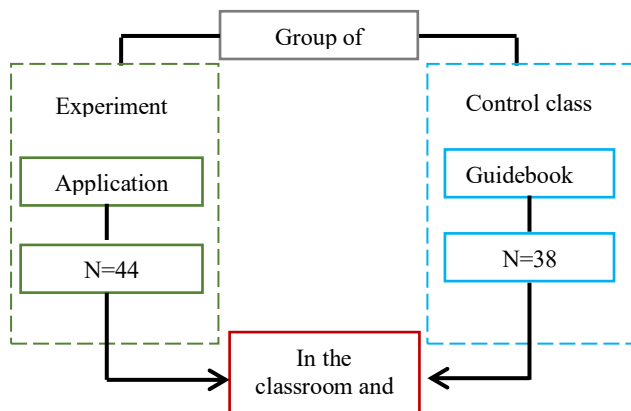 Group of
Experiment
Control class
Application
Guidebook
N=44
N=38
In the
classroom and